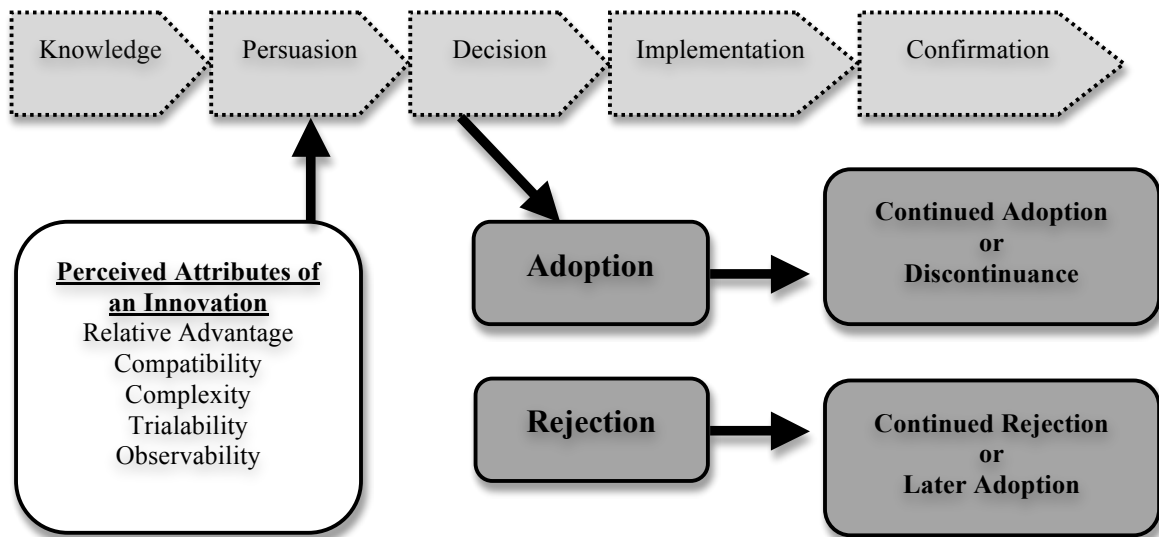 Knowledge
Persuasion
Decision
Implementation
Confirmation
Perceived Attributes of
an Innovation
Relative Advantage
Compatibility
Complexity
Trialability
Observability
Adoption
Continued Adoption
or
Discontinuance
Rejection
Continued Rejection
or
Later Adoption